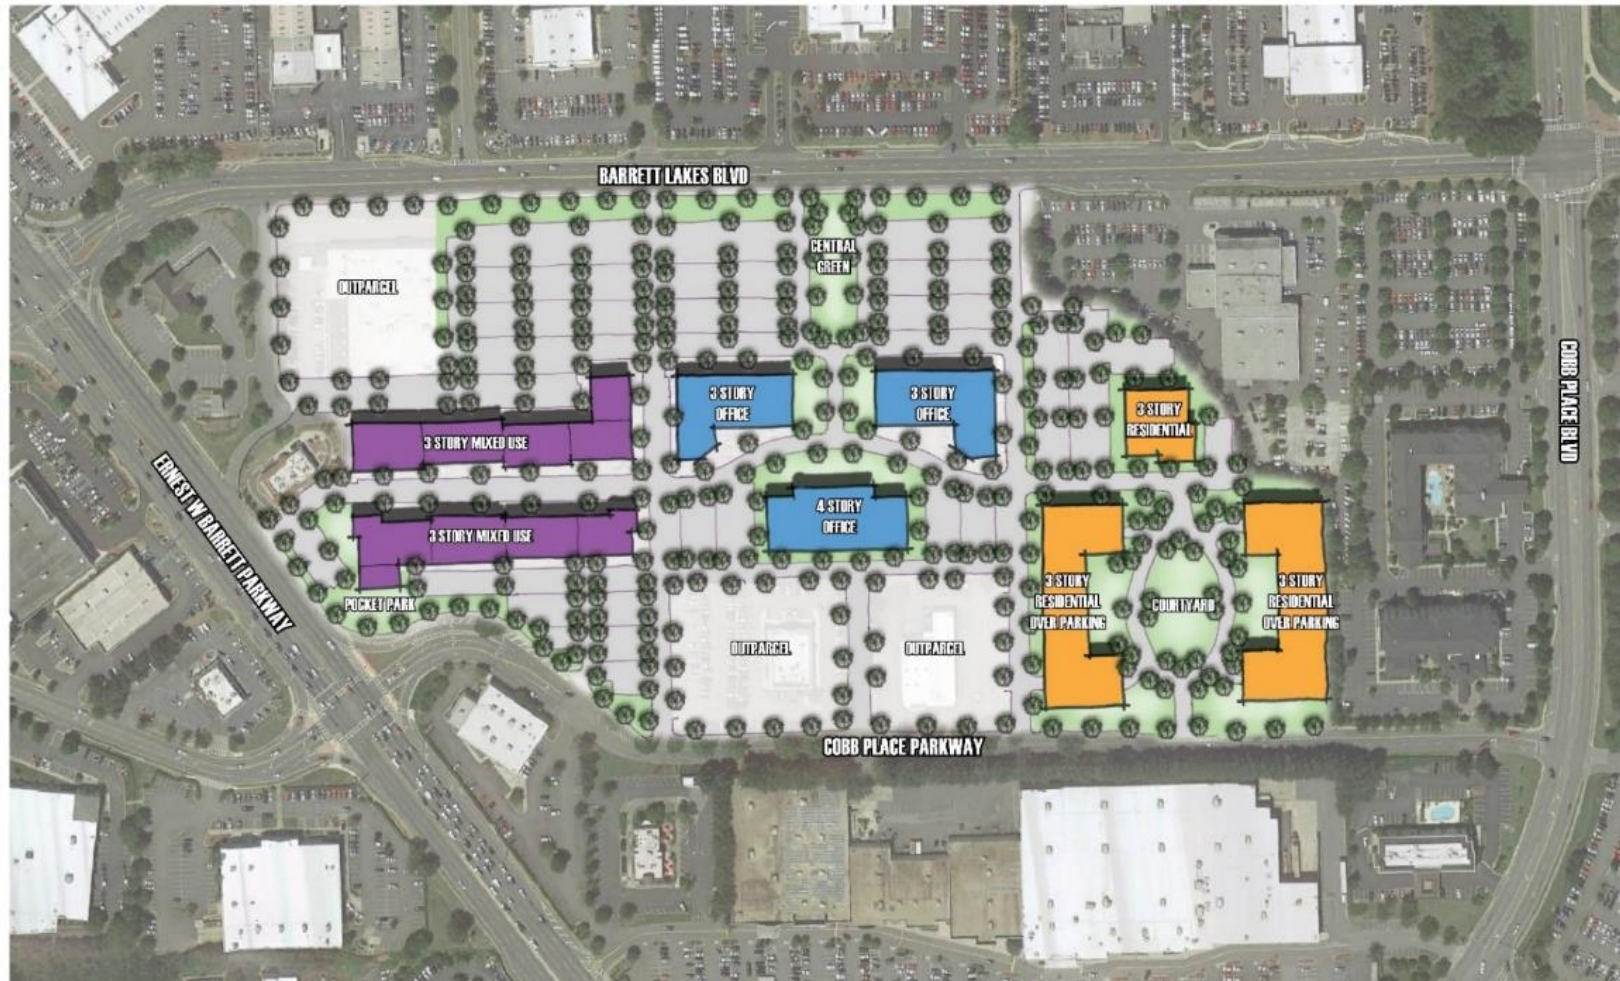 BARRETT LAKES BLVD
CENTRAL
GREEN
OUTPARCEL
COBB PLACE BLVD
3 STORY
OFFICE
3 STORY
OFFICE
3 STORY
RESIDENTIAL
3 STORY MIXED USE
ERNEST W BARRETT PARKWAY
4 STORY
OFFICE
3 STORY MIXED USE
POCKET PARK
3 STORY
RESIDENTIAL
OVER PARKING
COURTYARD
3 STORY
RESIDENTIAL
OVER PARKING
OUTPARCEL
OUTPARCEL
COBB PLACE PARKWAY